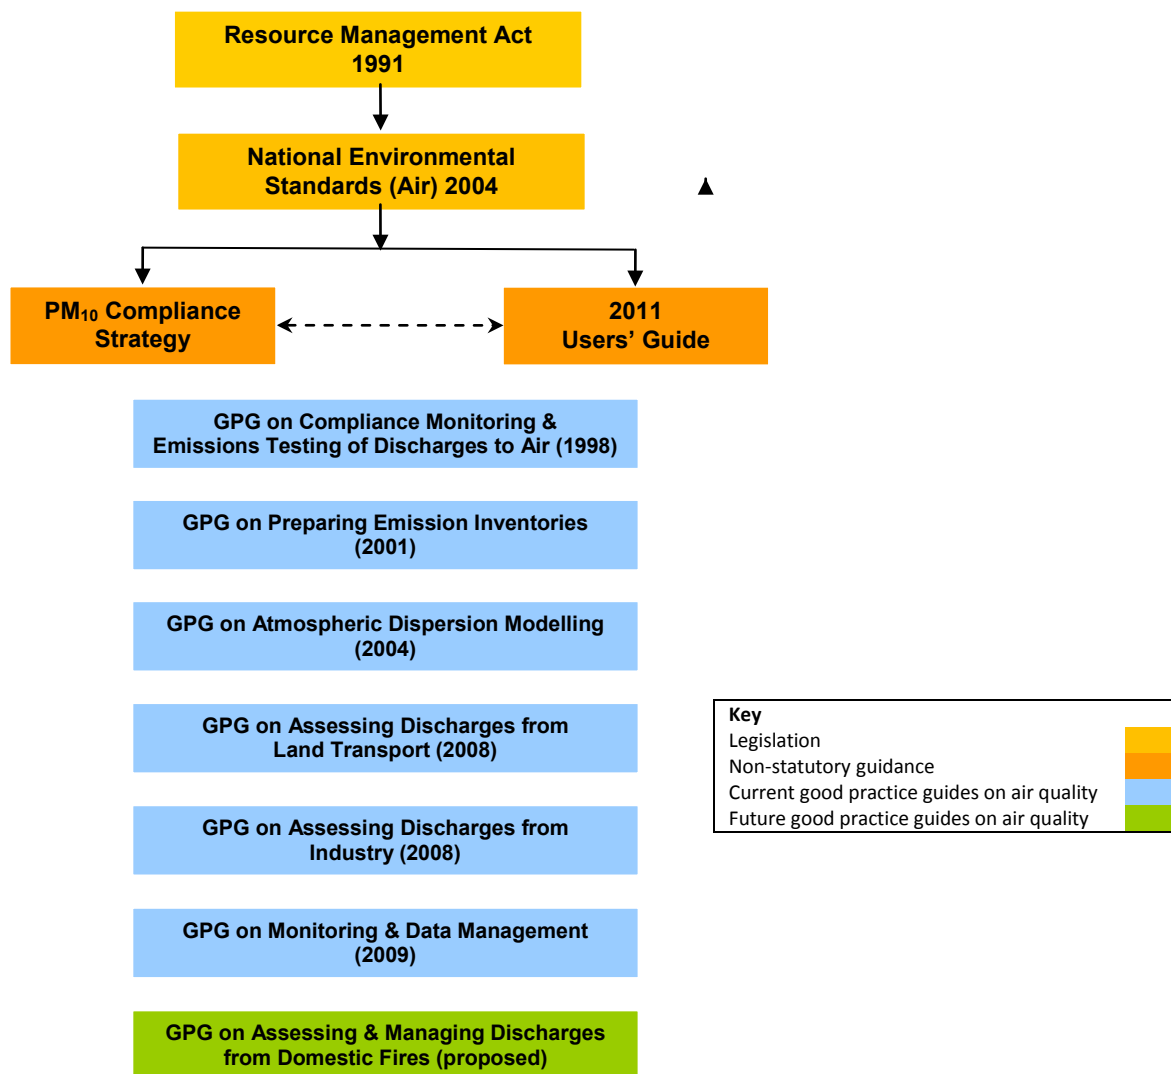 Resource Management Act
1991
National Environmental
Standards (Air) 2004
PM₁₀ Compliance
Strategy
2011
Users’ Guide
GPG on Compliance Monitoring &
Emissions Testing of Discharges to Air (1998)
GPG on Preparing Emission Inventories
(2001)
GPG on Atmospheric Dispersion Modelling
(2004)
GPG on Assessing Discharges from
Land Transport (2008)
GPG on Assessing Discharges from
Industry (2008)
GPG on Monitoring & Data Management
(2009)
GPG on Assessing & Managing Discharges
from Domestic Fires (proposed)
Key
Legislation
Non-statutory guidance
Current good practice guides on air quality
Future good practice guides on air quality